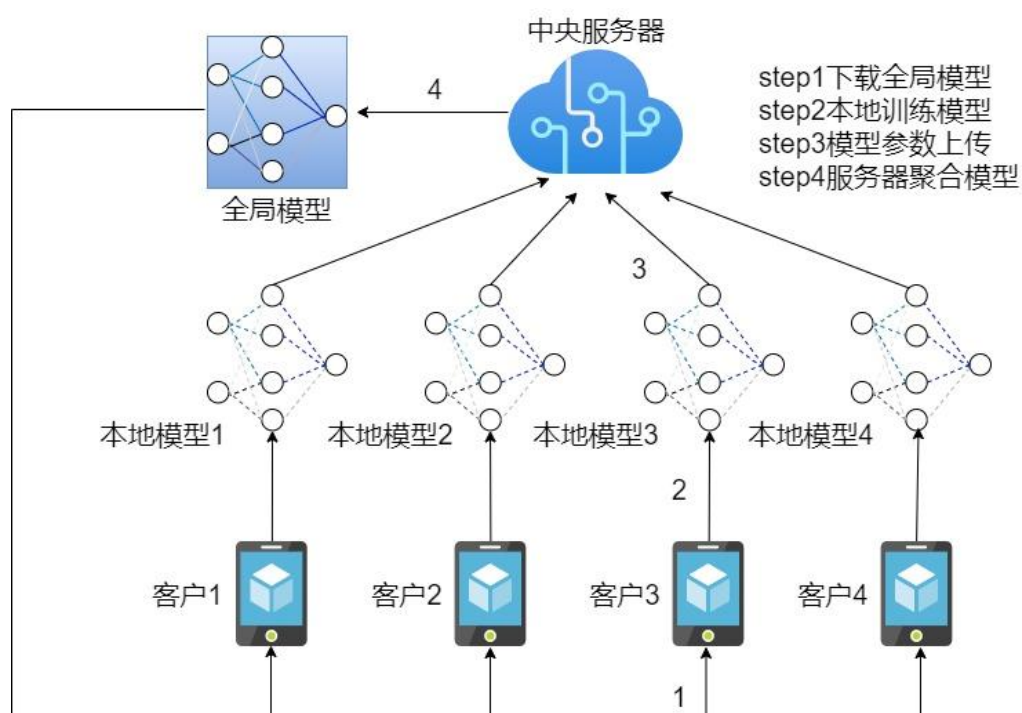 中央服务器
step1下载全局模型
step2本地训练模型
step3模型参数上传
step4服务器聚合模型
4
全局模型
3
本地模型1
本地模型2
本地模型3
本地模型4
2
客户1
客户2
客户3
客户4
1